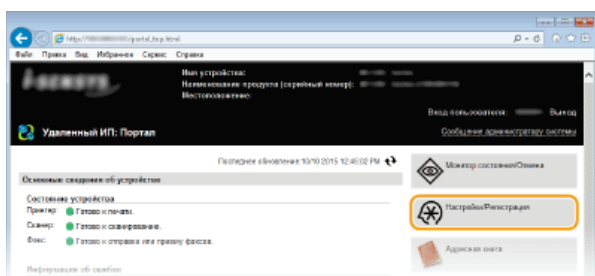 http://
/portal_top.html
Файл Правка Вид Избранное Сервис Справка
Имя устройства:
Наименование продукта (серийный номер):
Местоположение:
Вход пользователя: Выход
Удаленный ИП: Портал
Сообщение администратору системы
Последнее обновление 10/10 2015 12:45:02 PM
Основные сведения об устройстве
Состояние устройства
Принтер: Готово к печати.
Сканер: Готово к сканированию.
Факс: Готово к отправке или приему факсов.
Информация об ошибке
Монитор состояния/Отмена
Настройки/Регистрация
Адресная книга